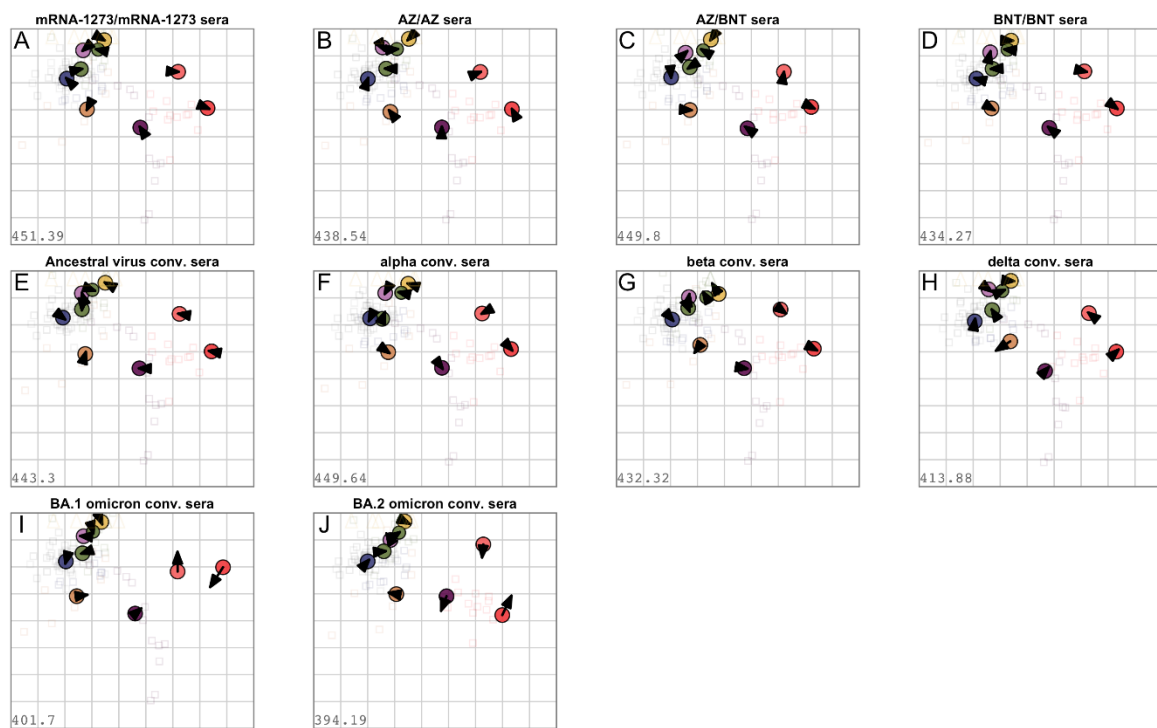 mRNA-1273/mRNA-1273 sera
A
451.39
AZ/AZ sera
B
438.54
AZ/BNT sera
C
449.8
BNT/BNT sera
D
434.27
Ancestral virus conv. sera
E
443.3
alpha conv. sera
F
449.64
beta conv. sera
G
432.32
delta conv. sera
H
413.88
BA.1 omicron conv. sera
I
401.7
BA.2 omicron conv. sera
J
394.19